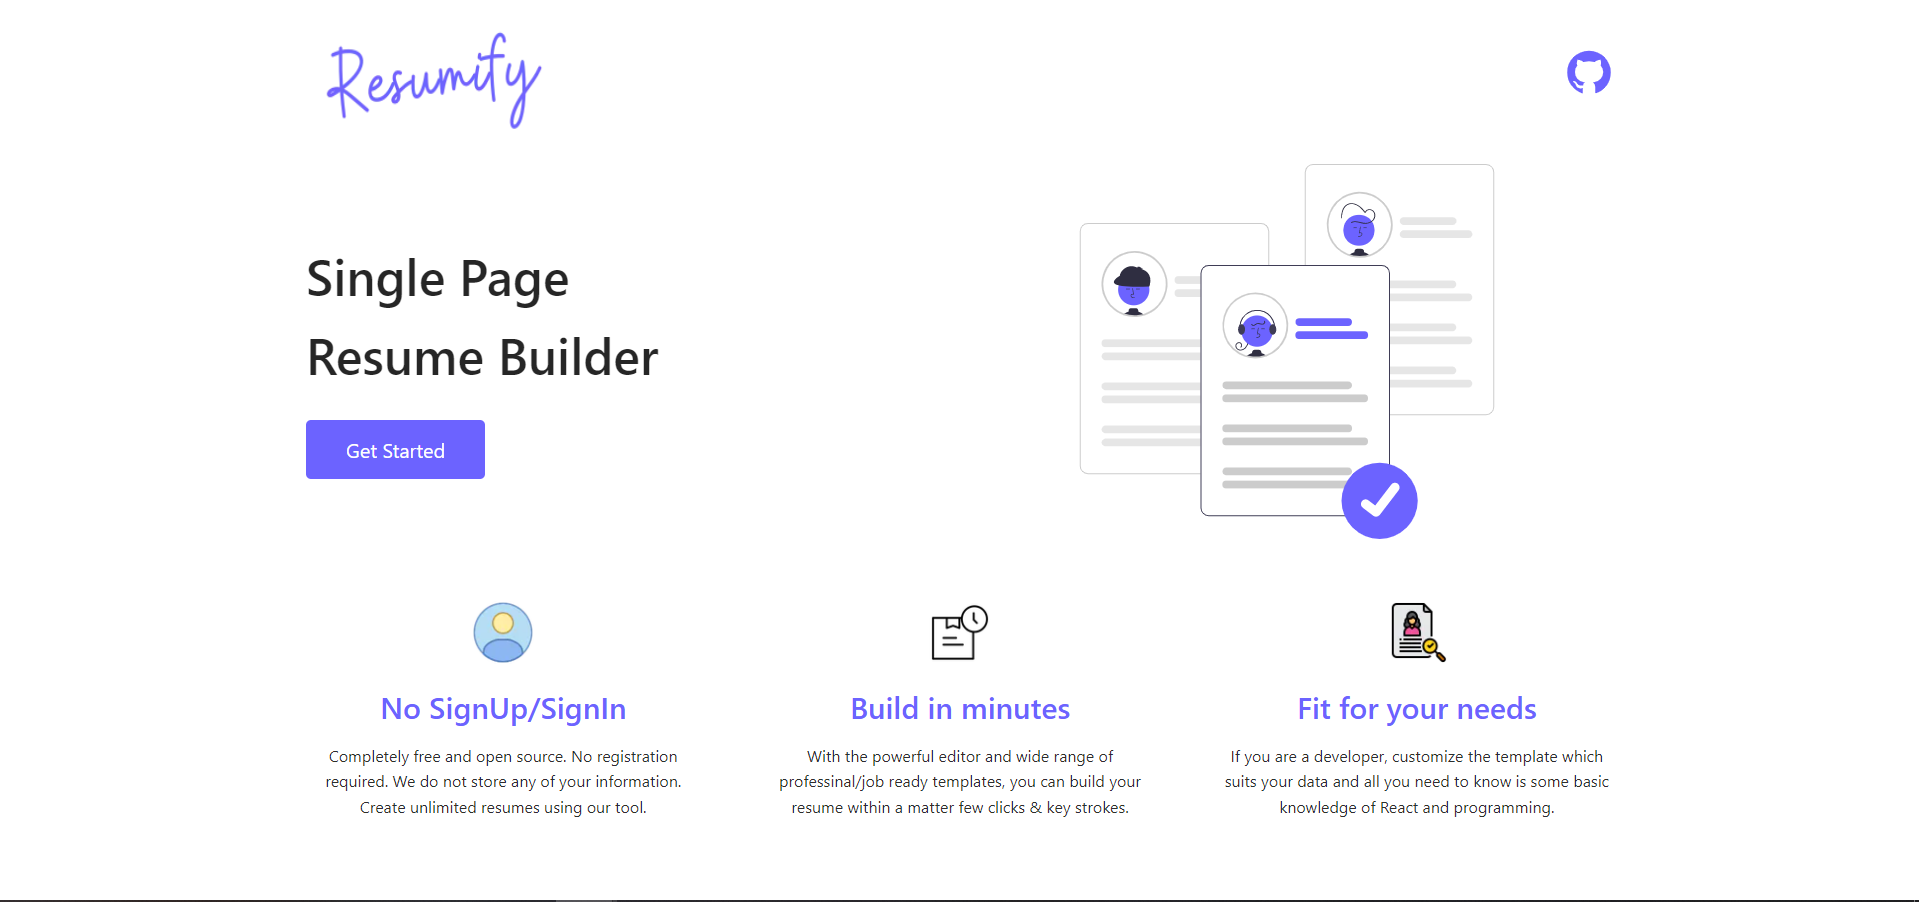 Resumify
Single Page
Resume Builder
Get Started
No SignUp/SignIn
Completely free and open source. No registration
required. We do not store any of your information.
Create unlimited resumes using our tool.
Build in minutes
With the powerful editor and wide range of
professinal/job ready templates, you can build your
resume within a matter few clicks & key strokes.
Fit for your needs
If you are a developer, customize the template which
suits your data and all you need to know is some basic
knowledge of React and programming.